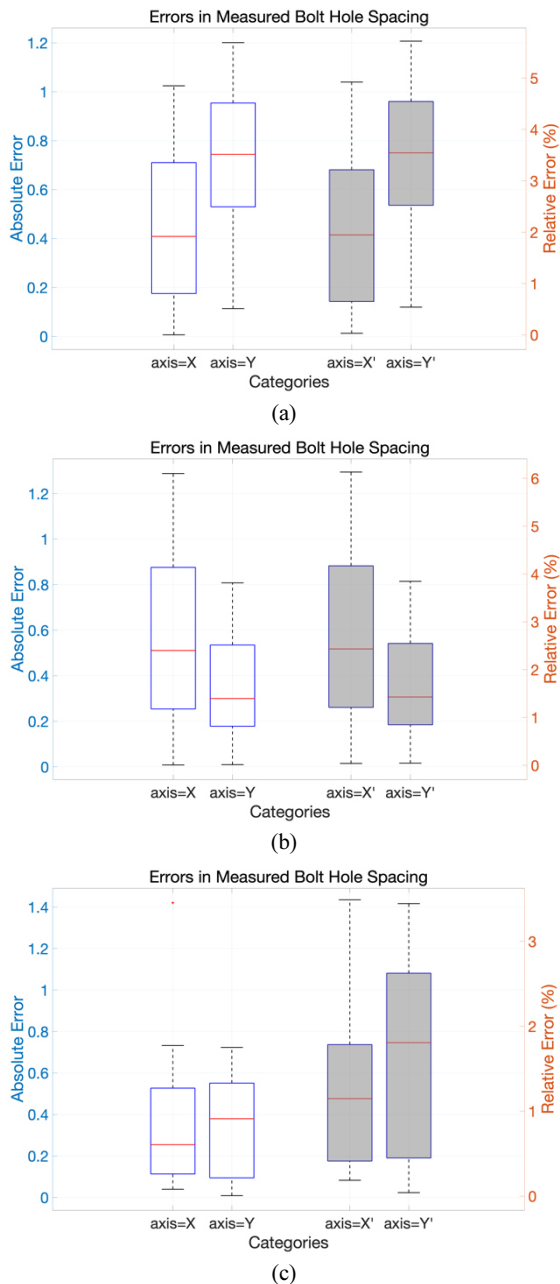 Errors in Measured Bolt Hole Spacing
1.2
1
0.8
0.6
0.4
0.2
0
Absolute Error
5
4
3
2
1
0
Relative Error (%)
axis=X axis=Y axis=X' axis=Y'
Categories
(a)
Errors in Measured Bolt Hole Spacing
1.2
1
0.8
0.6
0.4
0.2
0
Absolute Error
6
5
4
3
2
1
0
Relative Error (%)
axis=X axis=Y axis=X' axis=Y'
Categories
(b)
Errors in Measured Bolt Hole Spacing
1.4
1.2
1
0.8
0.6
0.4
0.2
0
Absolute Error
3
2
1
0
Relative Error (%)
axis=X axis=Y axis=X' axis=Y'
Categories
(c)